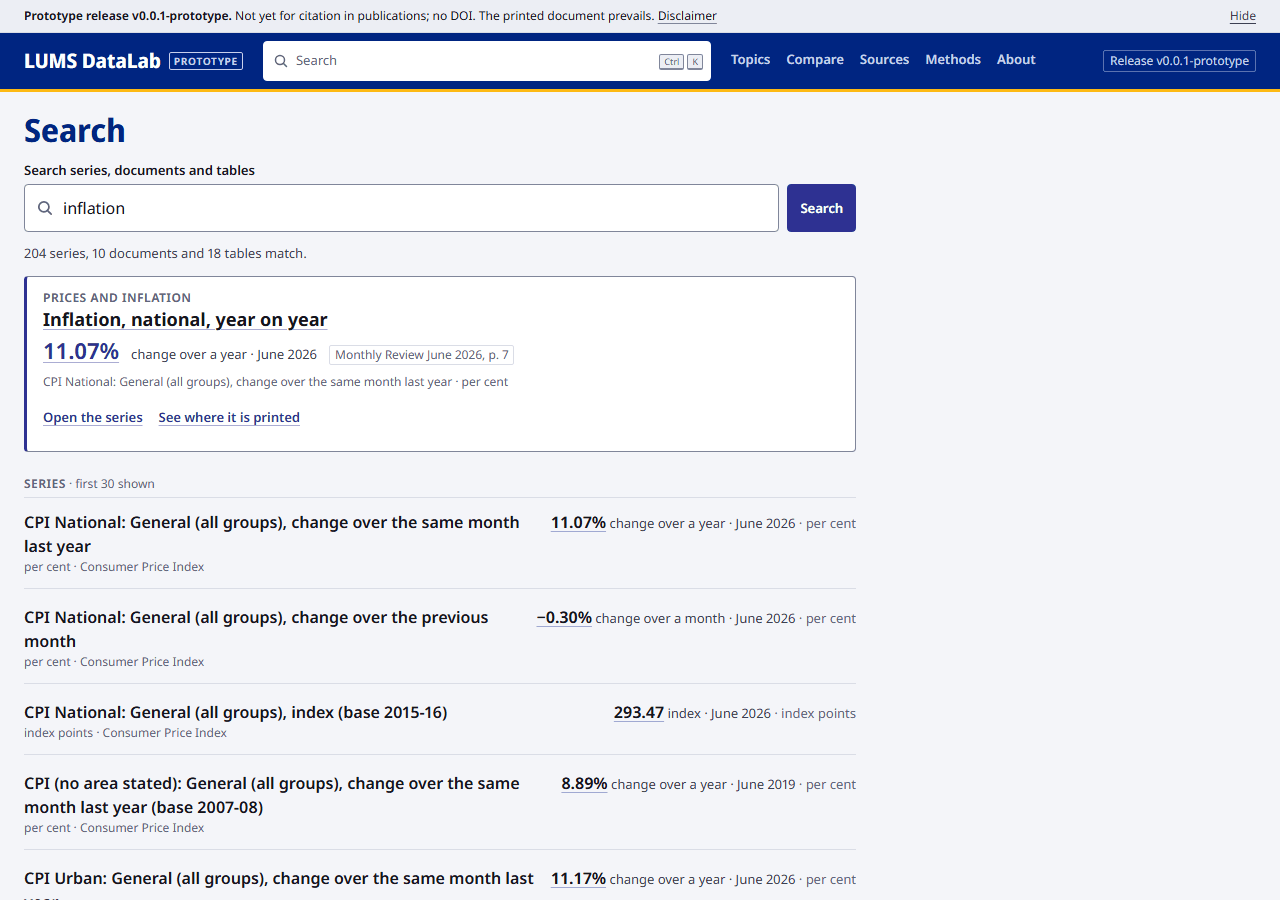 Prototype release v0.0.1-prototype. Not yet for citation in publications; no DOI. The printed document prevails. Disclaimer
Hide
LUMS DataLab PROTOTYPE
Search
Ctrl K
Topics Compare Sources Methods About
Release v0.0.1-prototype
Search
Search series, documents and tables
inflation
Search
204 series, 10 documents and 18 tables match.
PRICES AND INFLATION
Inflation, national, year on year
11.07% change over a year · June 2026 Monthly Review June 2026, p. 7
CPI National: General (all groups), change over the same month last year · per cent
Open the series See where it is printed
SERIES · first 30 shown
CPI National: General (all groups), change over the same month
last year
11.07% change over a year · June 2026 · per cent
per cent · Consumer Price Index
CPI National: General (all groups), change over the previous
month
−0.30% change over a month · June 2026 · per cent
per cent · Consumer Price Index
CPI National: General (all groups), index (base 2015-16)
293.47 index · June 2026 · index points
index points · Consumer Price Index
CPI (no area stated): General (all groups), change over the same
month last year (base 2007-08)
8.89% change over a year · June 2019 · per cent
per cent · Consumer Price Index
CPI Urban: General (all groups), change over the same month last
11.17% change over a year · June 2026 · per cent